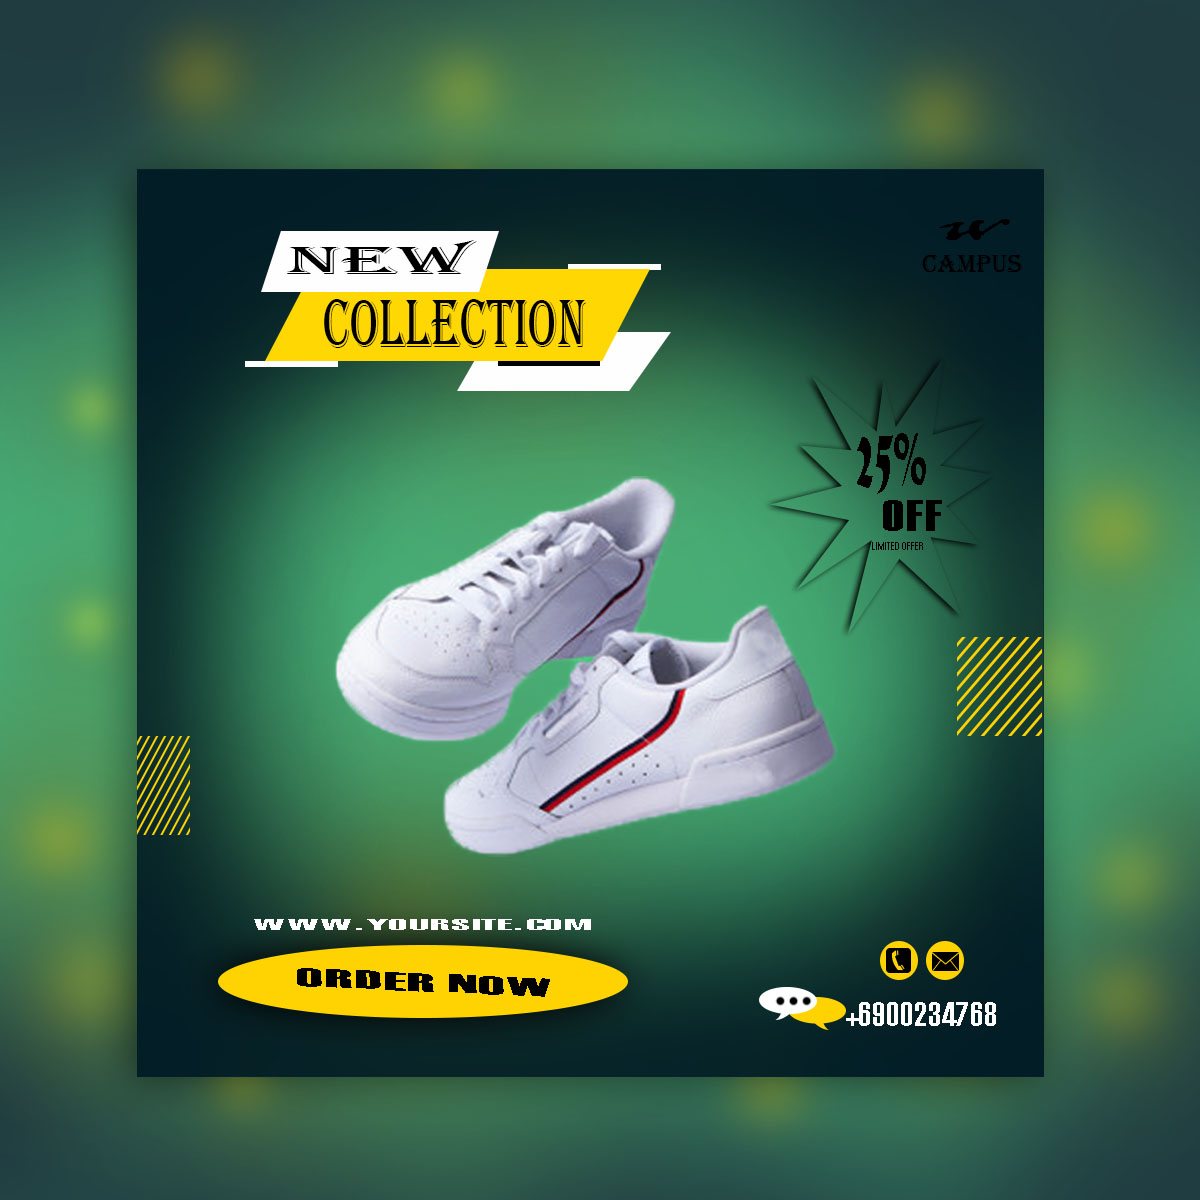 NEW
COLLECTION
CAMPUS
25%
OFF
LIMITED OFFER
WWW.YOURSITE.COM
ORDER NOW
+6900234768